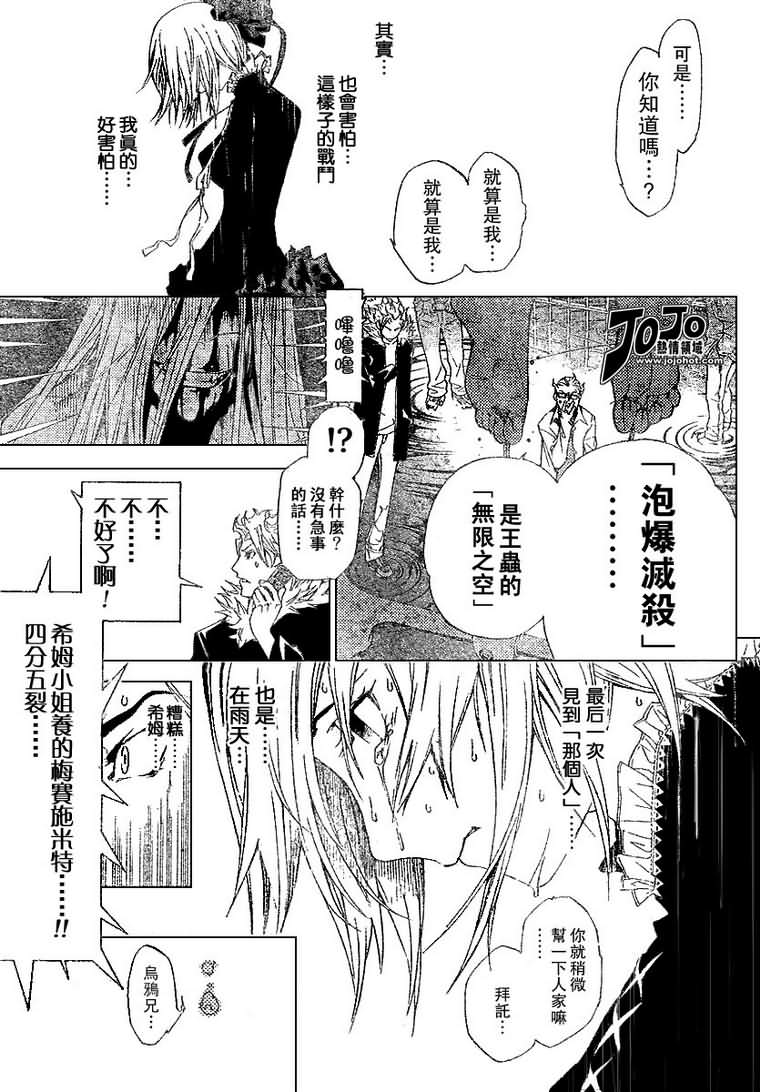 可是……
你知道嗎…?
就算是我…
就算是我…
其實…
也會害怕…
這樣子的戰鬥
我真的…
好害怕……
JOJO
熱情領域
www.jojohot.com
「泡爆滅殺」
………
是王蟲的
「無限之空」
嗶嚕嚕
!?
幹什麼?
沒有急事
的話……
不…
不……
不好了啊!
希姆小姐養的梅賽施米特……!!
四分五裂……
最后一次
見到「那個人」……
也是…
在雨天…
糟糕…
希姆…
你就稍微
幫一下人家嘛
……
拜託…
烏鴉兄…